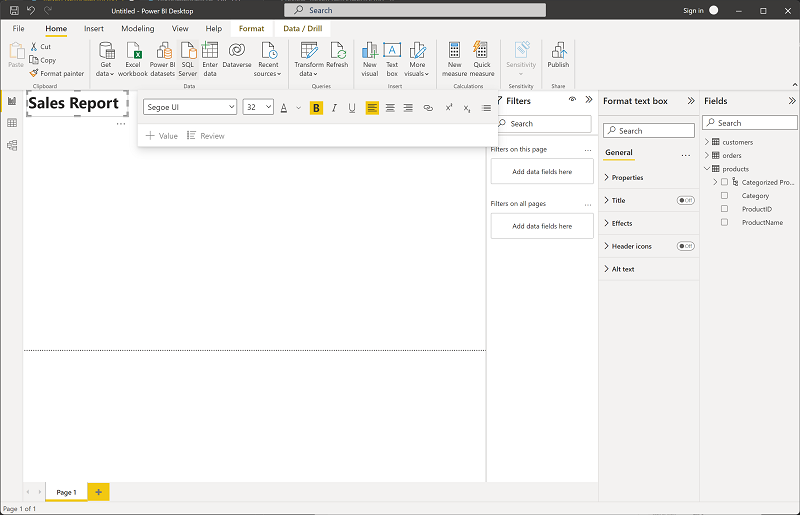 Untitled - Power BI Desktop
Search
Sign in
File
Home
Insert
Modeling
View
Help
Format
Data / Drill
Paste
Cut
Copy
Format painter
Clipboard
Get data
Excel workbook
Power BI datasets
SQL Server
Enter data
Dataverse
Recent sources
Data
Transform data
Refresh
Queries
New visual
Text box
More visuals
Insert
New measure
Quick measure
Calculations
Sensitivity
Sensitivity
Publish
Share
Sales Report
...
Segoe UI
32
A
B
I
U
Value
Review
Filters
Search
Filters on this page
...
Add data fields here
Filters on all pages
...
Add data fields here
Format text box
Search
General
...
Properties
Title
Off
Effects
Header icons
Off
Alt text
Fields
Search
customers
orders
products
Categorized Pro...
Category
ProductID
ProductName
Page 1
Page 1 of 1